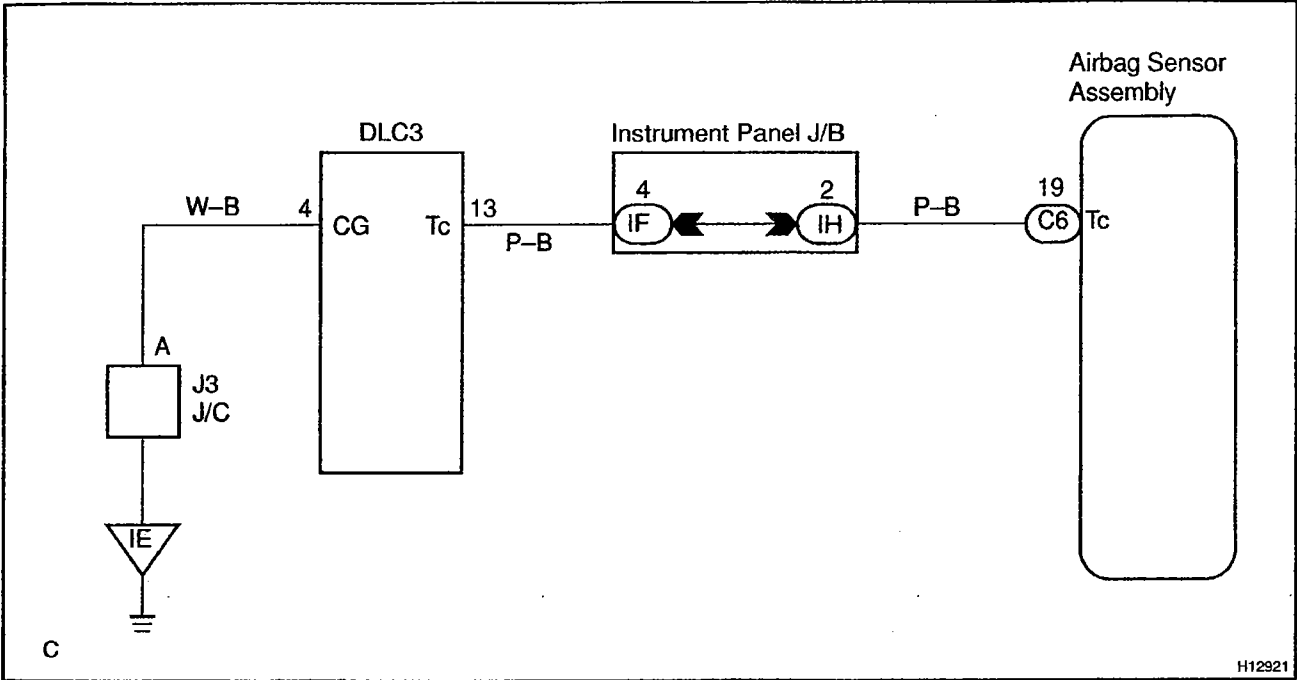 Airbag Sensor
Assembly
DLC3
Instrument Panel J/B
W–B
4
CG
Tc
13
P–B
4
IF
2
IH
P–B
19
C6
Tc
A
J3
J/C
IE
C
H12921